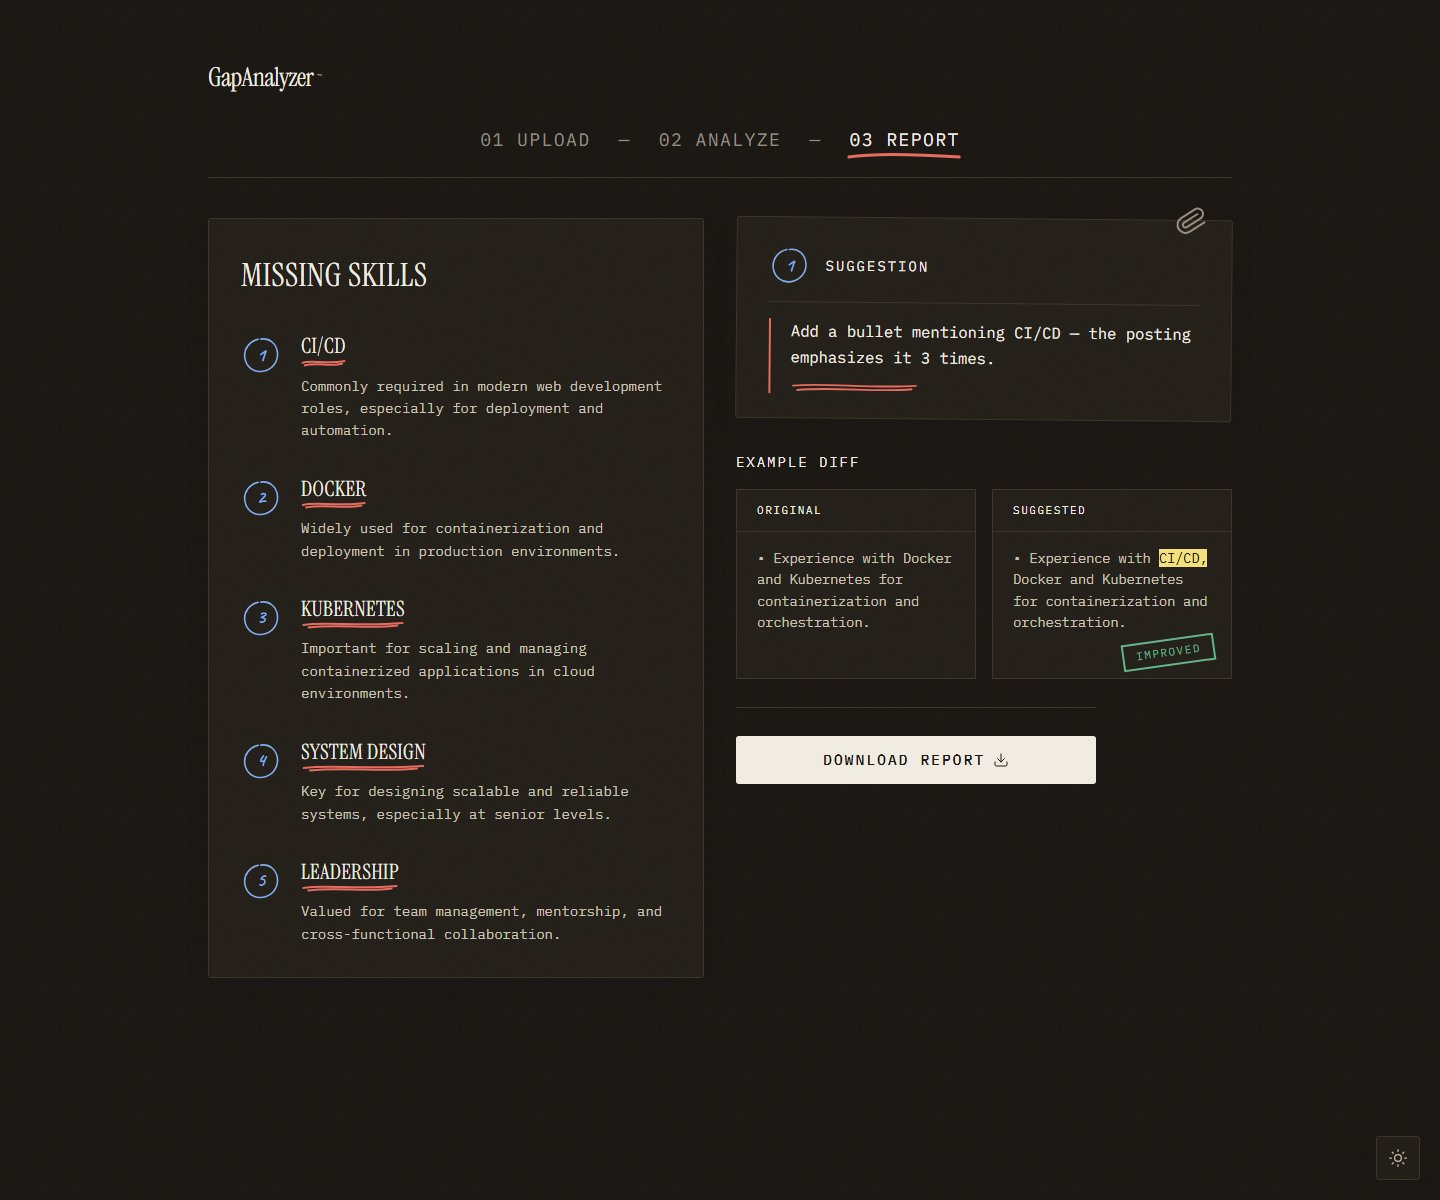 GapAnalyzer™
01 UPLOAD — 02 ANALYZE — 03 REPORT
MISSING SKILLS
1 CI/CD
Commonly required in modern web development
roles, especially for deployment and
automation.
2 DOCKER
Widely used for containerization and
deployment in production environments.
3 KUBERNETES
Important for scaling and managing
containerized applications in cloud
environments.
4 SYSTEM DESIGN
Key for designing scalable and reliable
systems, especially at senior levels.
5 LEADERSHIP
Valued for team management, mentorship, and
cross-functional collaboration.
1 SUGGESTION
Add a bullet mentioning CI/CD — the posting
emphasizes it 3 times.
EXAMPLE DIFF
ORIGINAL
• Experience with Docker
and Kubernetes for
containerization and
orchestration.
SUGGESTED
• Experience with CI/CD,
Docker and Kubernetes
for containerization and
orchestration.
IMPROVED
DOWNLOAD REPORT